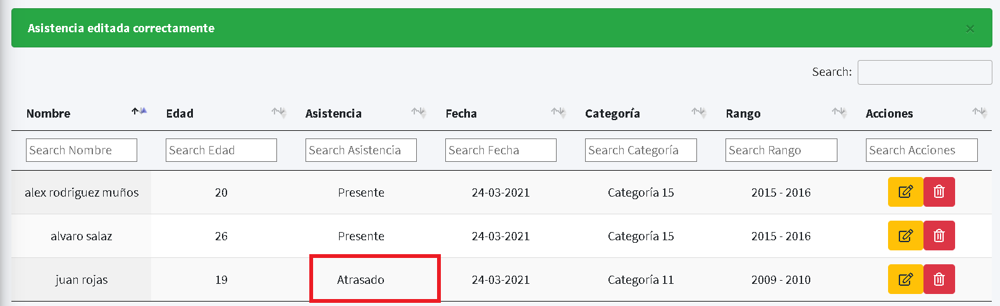 Asistencia editada correctamente ×
Search:
Nombre Edad Asistencia Fecha Categoría Rango Acciones
Search Nombre Search Edad Search Asistencia Search Fecha Search Categoría Search Rango Search Acciones
alex rodriguez muños 20 Presente 24-03-2021 Categoría 15 2015 - 2016
alvaro salaz 26 Presente 24-03-2021 Categoría 15 2015 - 2016
juan rojas 19 Atrasado 24-03-2021 Categoría 11 2009 - 2010